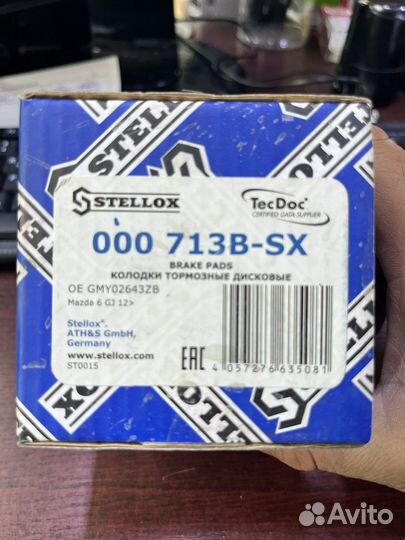 STELLOX
TecDoc
CERTIFIED DATA SUPPLIER
000 713B-SX
BRAKE PADS
КОЛОДКИ ТОРМОЗНЫЕ ДИСКОВЫЕ
OE GMY02643ZB
Mazda 6 GJ 12>
Stellox®.
ATH&S GmbH,
Germany
www.stellox.com
ST0015
EAC
4 057276 635081
STELLOX
Avito